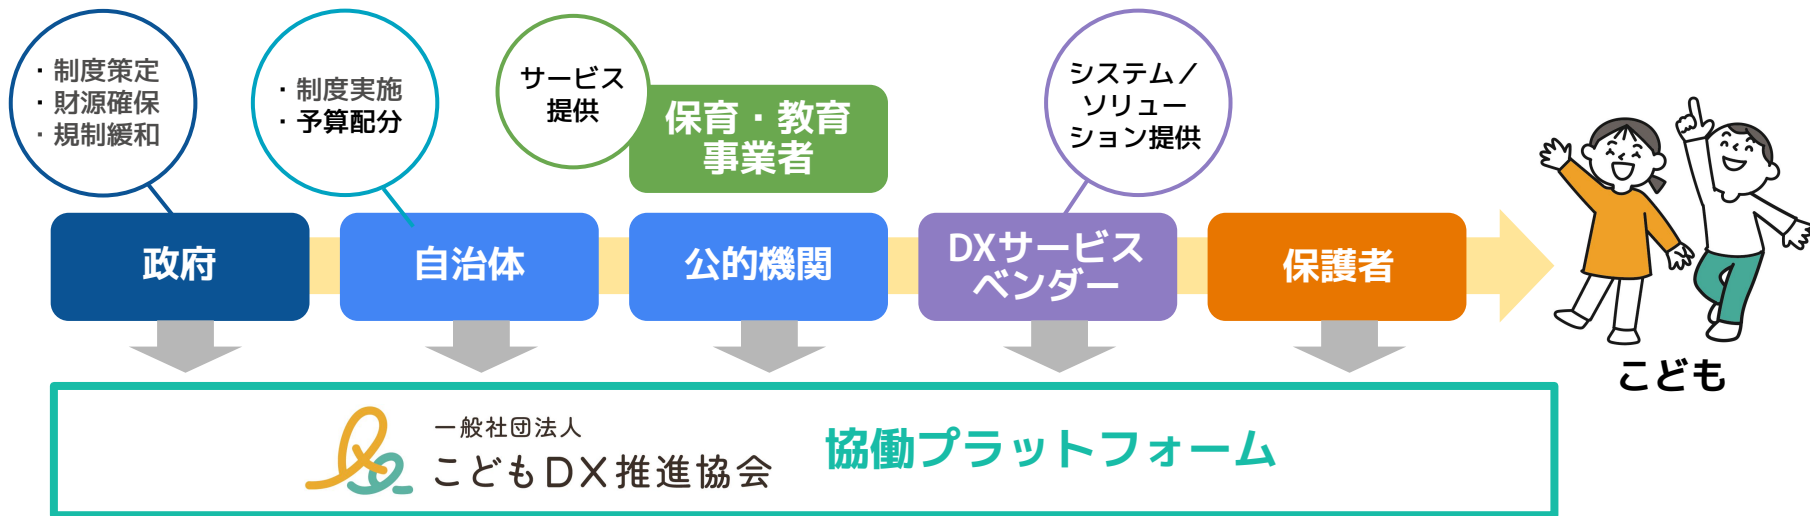 ・制度策定
・財源確保
・規制緩和
・制度実施
・予算配分
サービス
提供
保育・教育
事業者
システム／
ソリュー
ション提供
政府
自治体
公的機関
DXサービス
ベンダー
保護者
こども
一般社団法人
こどもDX推進協会
協働プラットフォーム